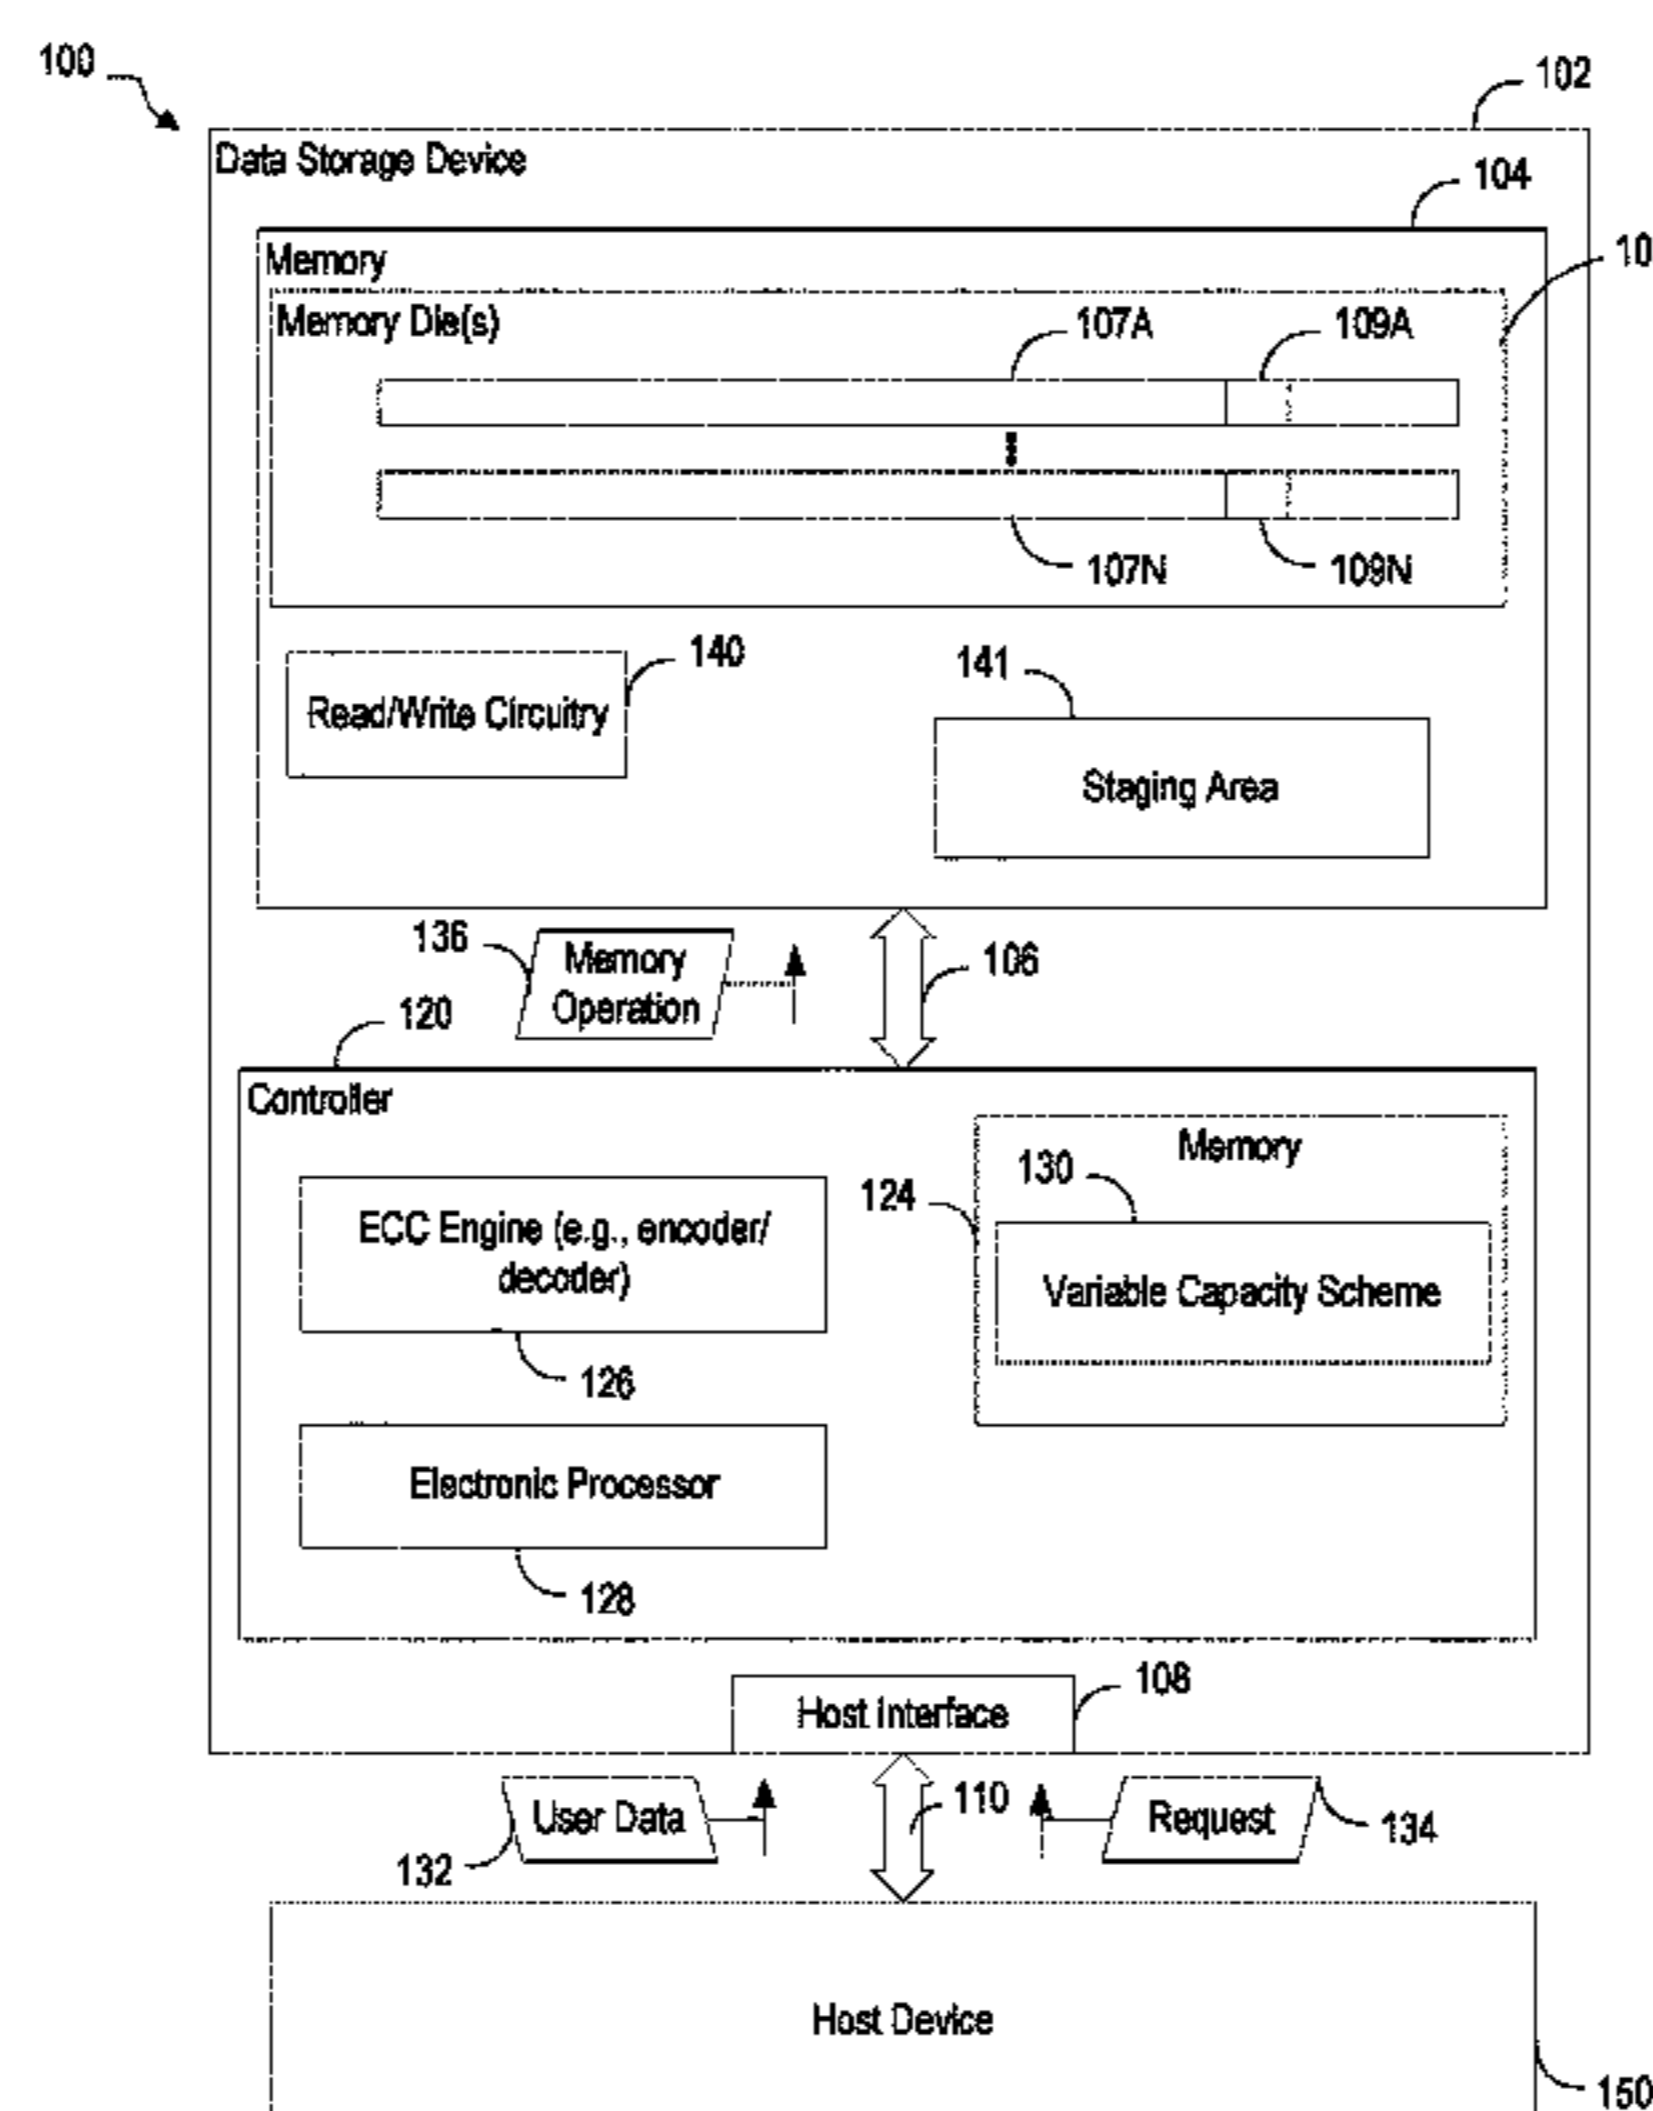 100
102
Data Storage Device
104
Memory
10
Memory Die(s)
107A
109A
107N
109N
140
141
Read/Write Circuitry
Staging Area
136
Memory
Operation
106
120
Controller
Memory
130
124
ECC Engine (e.g., encoder/
decoder)
Variable Capacity Scheme
126
Electronic Processor
128
108
Host Interface
110
User Data
Request
132
134
Host Device
150